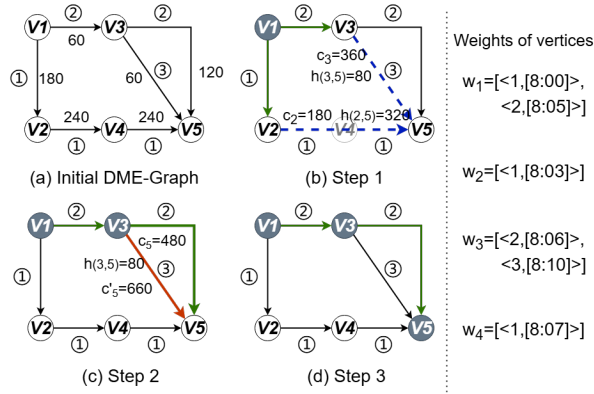 V1
②
V3
②
60
①
180
60
③
120
V2
240
V4
240
V5
①
①
(a) Initial DME-Graph
V1
②
V3
②
①
c3=360
h(3,5)=80
③
c2=180
h(2,5)=320
V2
V4
V5
①
①
(b) Step 1
Weights of vertices
w1=[<1,[8:00]>,
<2,[8:05]>]
w2=[<1,[8:03]>]
w3=[<2,[8:06]>,
<3,[8:10]>]
w4=[<1,[8:07]>]
V1
②
V3
②
c5=480
①
h(3,5)=80
③
c'5=660
V2
V4
V5
①
①
(c) Step 2
V1
②
V3
②
①
③
V2
V4
V5
①
①
(d) Step 3